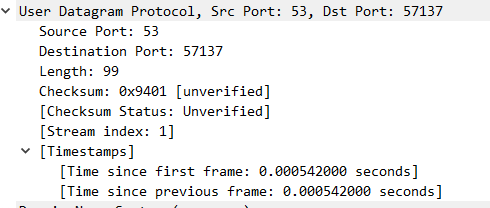 User Datagram Protocol, Src Port: 53, Dst Port: 57137
Source Port: 53
Destination Port: 57137
Length: 99
Checksum: 0x9401 [unverified]
[Checksum Status: Unverified]
[Stream index: 1]
[Timestamps]
[Time since first frame: 0.000542000 seconds]
[Time since previous frame: 0.000542000 seconds]